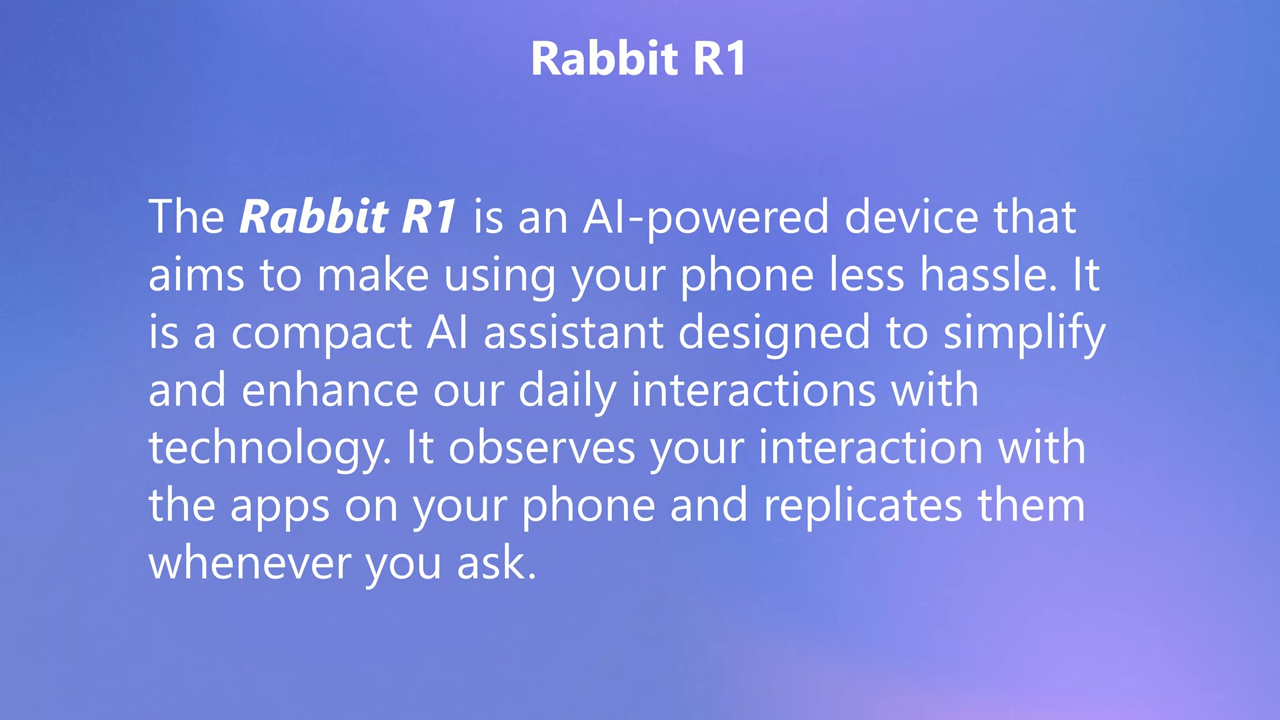 Rabbit R1
The Rabbit R1 is an AI-powered device that
aims to make using your phone less hassle. It
is a compact AI assistant designed to simplify
and enhance our daily interactions with
technology. It observes your interaction with
the apps on your phone and replicates them
whenever you ask.